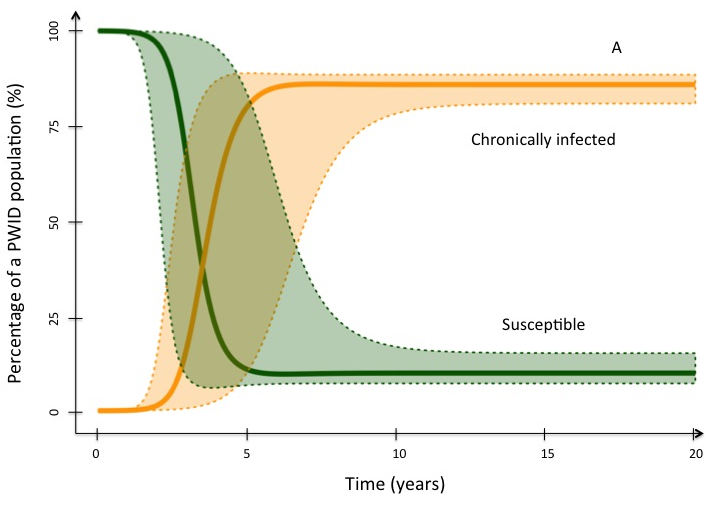 A
Percentage of a PWID population (%)
100
75
50
25
0
Chronically infected
Susceptible
0 5 10 15 20
Time (years)